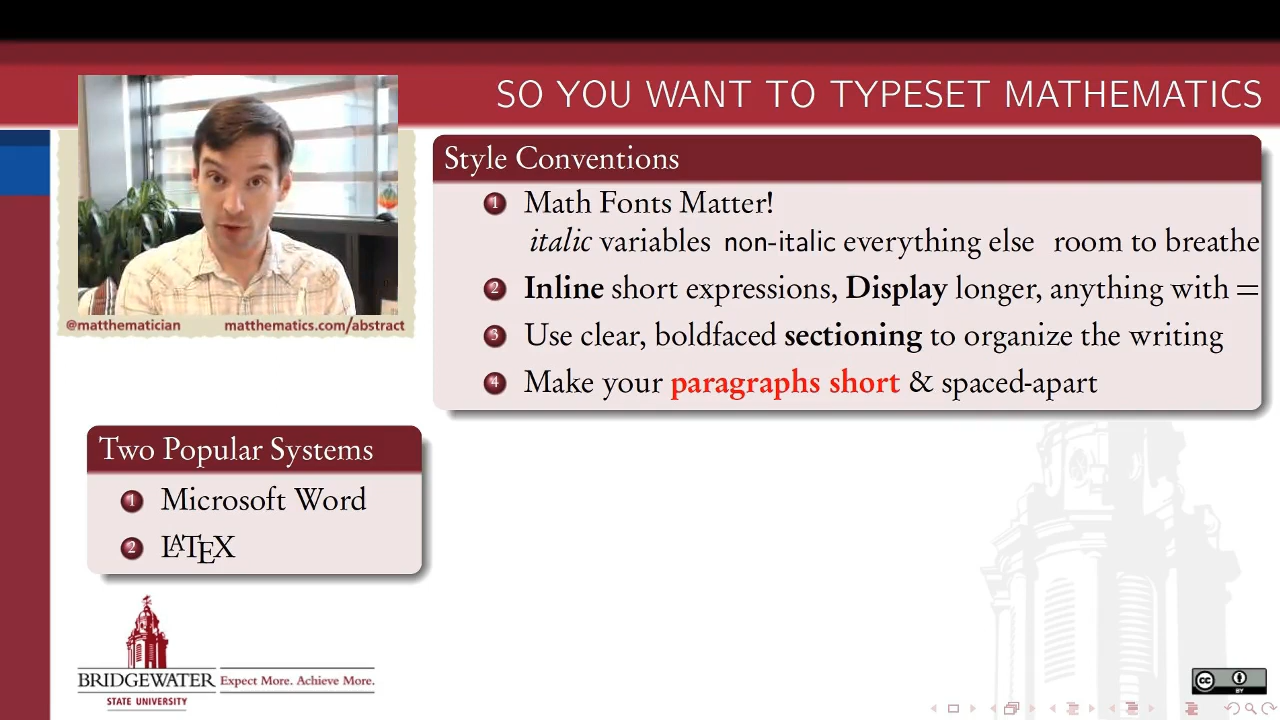 SO YOU WANT TO TYPESET MATHEMATICS
@matthematician matthematics.com/abstract
Style Conventions
1 Math Fonts Matter!
italic variables non-italic everything else room to breathe
2 Inline short expressions, Display longer, anything with =
3 Use clear, boldfaced sectioning to organize the writing
4 Make your paragraphs short & spaced-apart
Two Popular Systems
1 Microsoft Word
2 LATEX
BRIDGEWATER
STATE UNIVERSITY
Expect More. Achieve More.
CC BY